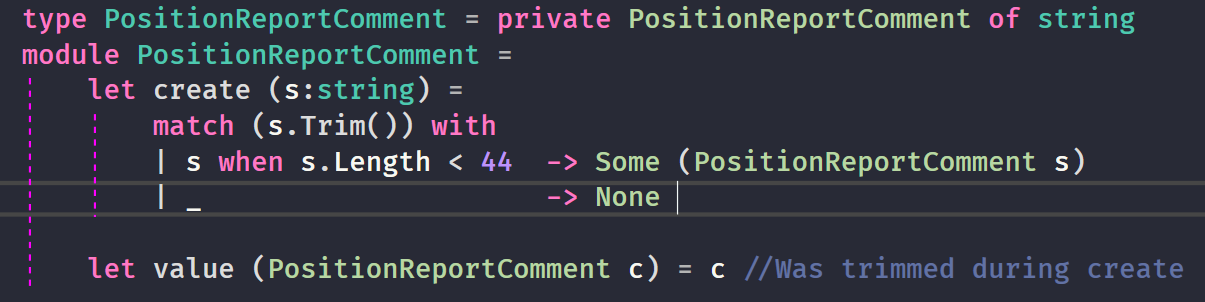 type PositionReportComment = private PositionReportComment of string
module PositionReportComment =
    let create (s:string) =
        match (s.Trim()) with
        | s when s.Length < 44  -> Some (PositionReportComment s)
        | _                     -> None

    let value (PositionReportComment c) = c //Was trimmed during create